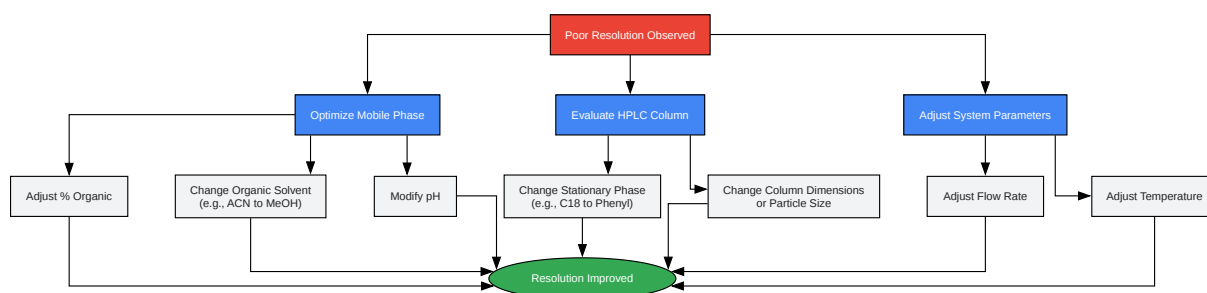 Poor Resolution Observed
Optimize Mobile Phase
Evaluate HPLC Column
Adjust System Parameters
Adjust % Organic
Change Organic Solvent
(e.g., ACN to MeOH)
Modify pH
Change Stationary Phase
(e.g., C18 to Phenyl)
Change Column Dimensions
or Particle Size
Adjust Flow Rate
Adjust Temperature
Resolution Improved